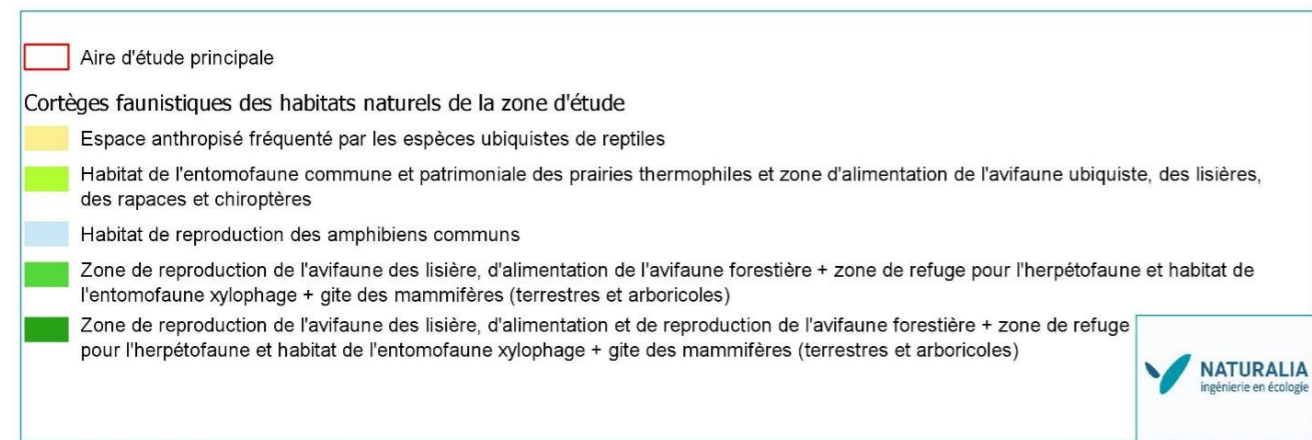 Aire d'étude principale
Cortèges faunistiques des habitats naturels de la zone d'étude
Espace anthropisé fréquenté par les espèces ubiquistes de reptiles
Habitat de l'entomofaune commune et patrimoniale des prairies thermophiles et zone d'alimentation de l'avifaune ubiquiste, des lisières,
des rapaces et chiroptères
Habitat de reproduction des amphibiens communs
Zone de reproduction de l'avifaune des lisière, d'alimentation de l'avifaune forestière + zone de refuge pour l'herpétofaune et habitat de
l'entomofaune xylophage + gite des mammifères (terrestres et arboricoles)
Zone de reproduction de l'avifaune des lisière, d'alimentation et de reproduction de l'avifaune forestière + zone de refuge
pour l'herpétofaune et habitat de l'entomofaune xylophage + gite des mammifères (terrestres et arboricoles)
NATURALIA
ingénierie en écologie